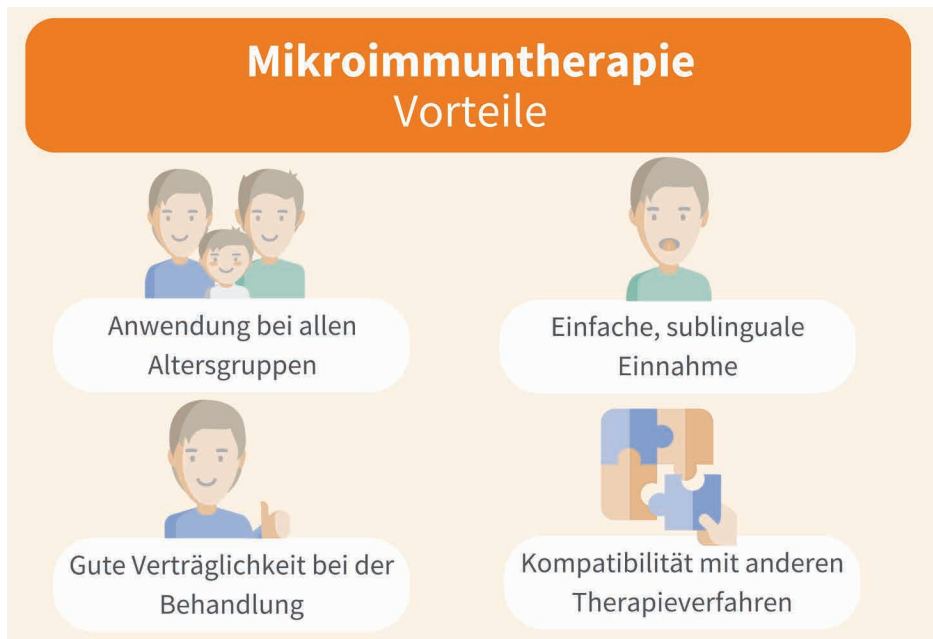 Mikroimmuntherapie
Vorteile
Anwendung bei allen
Altersgruppen
Einfache, sublinguale
Einnahme
Gute Verträglichkeit bei der
Behandlung
Kompatibilität mit anderen
Therapieverfahren